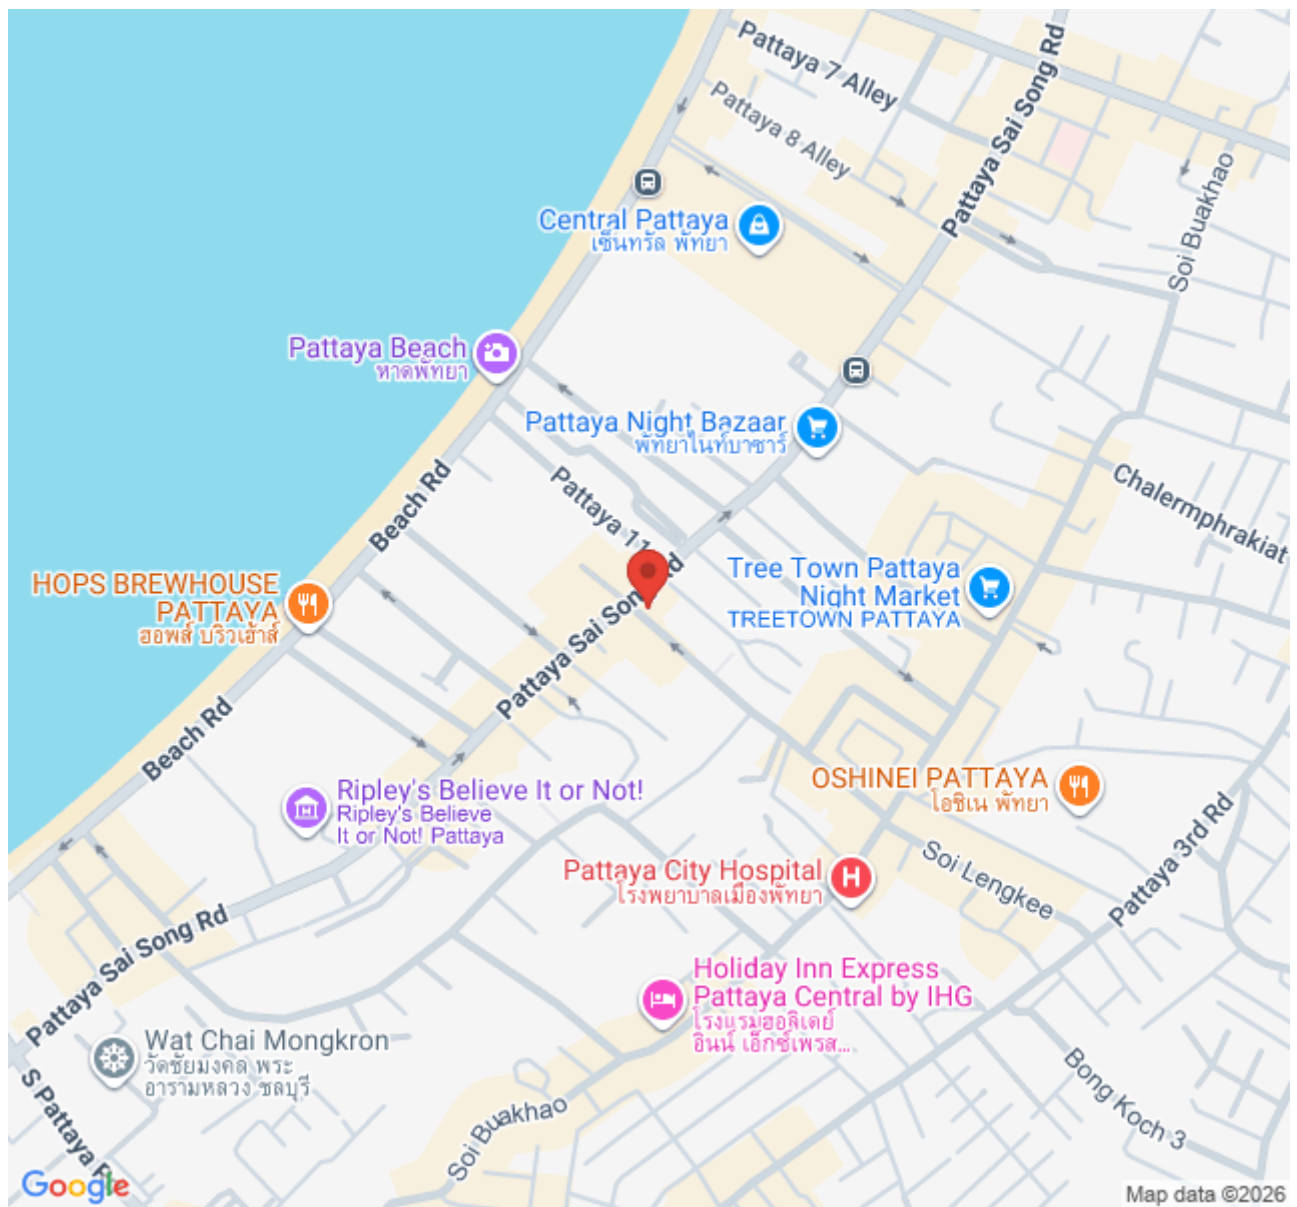 Pattaya 7 Alley
Pattaya Sai Song Rd
Pattaya 8 Alley
Soi Buakhao
Central Pattaya
เซ็นทรัล พัทยา
Pattaya Beach
หาดพัทยา
Pattaya Night Bazaar
พัทยาไนท์บาซาร์
Beach Rd
Pattaya 11
Chalermphrakiat
HOPS BREWHOUSE
PATTAYA
ฮอพส์ บริวเฮ้าส์
Tree Town Pattaya
Night Market
TREETOWN PATTAYA
Pattaya Sai Song Rd
Beach Rd
Ripley's Believe It or Not!
Ripley's Believe
It or Not! Pattaya
OSHINEI PATTAYA
โอชิเน พัทยา
Pattaya 3rd Rd
Soi Lengkee
Pattaya City Hospital
โรงพยาบาลเมืองพัทยา
H
Pattaya Sai Song Rd
Holiday Inn Express
Pattaya Central by IHG
โรงแรมฮอลิเดย์
อินน์ เอ็กซ์เพรส...
Wat Chai Mongkron
วัดชัยมงคล พระ
อารามหลวง ชลบุรี
S Pattaya R
Soi Buakhao
Bong Koch 3
Google
Map data ©2026